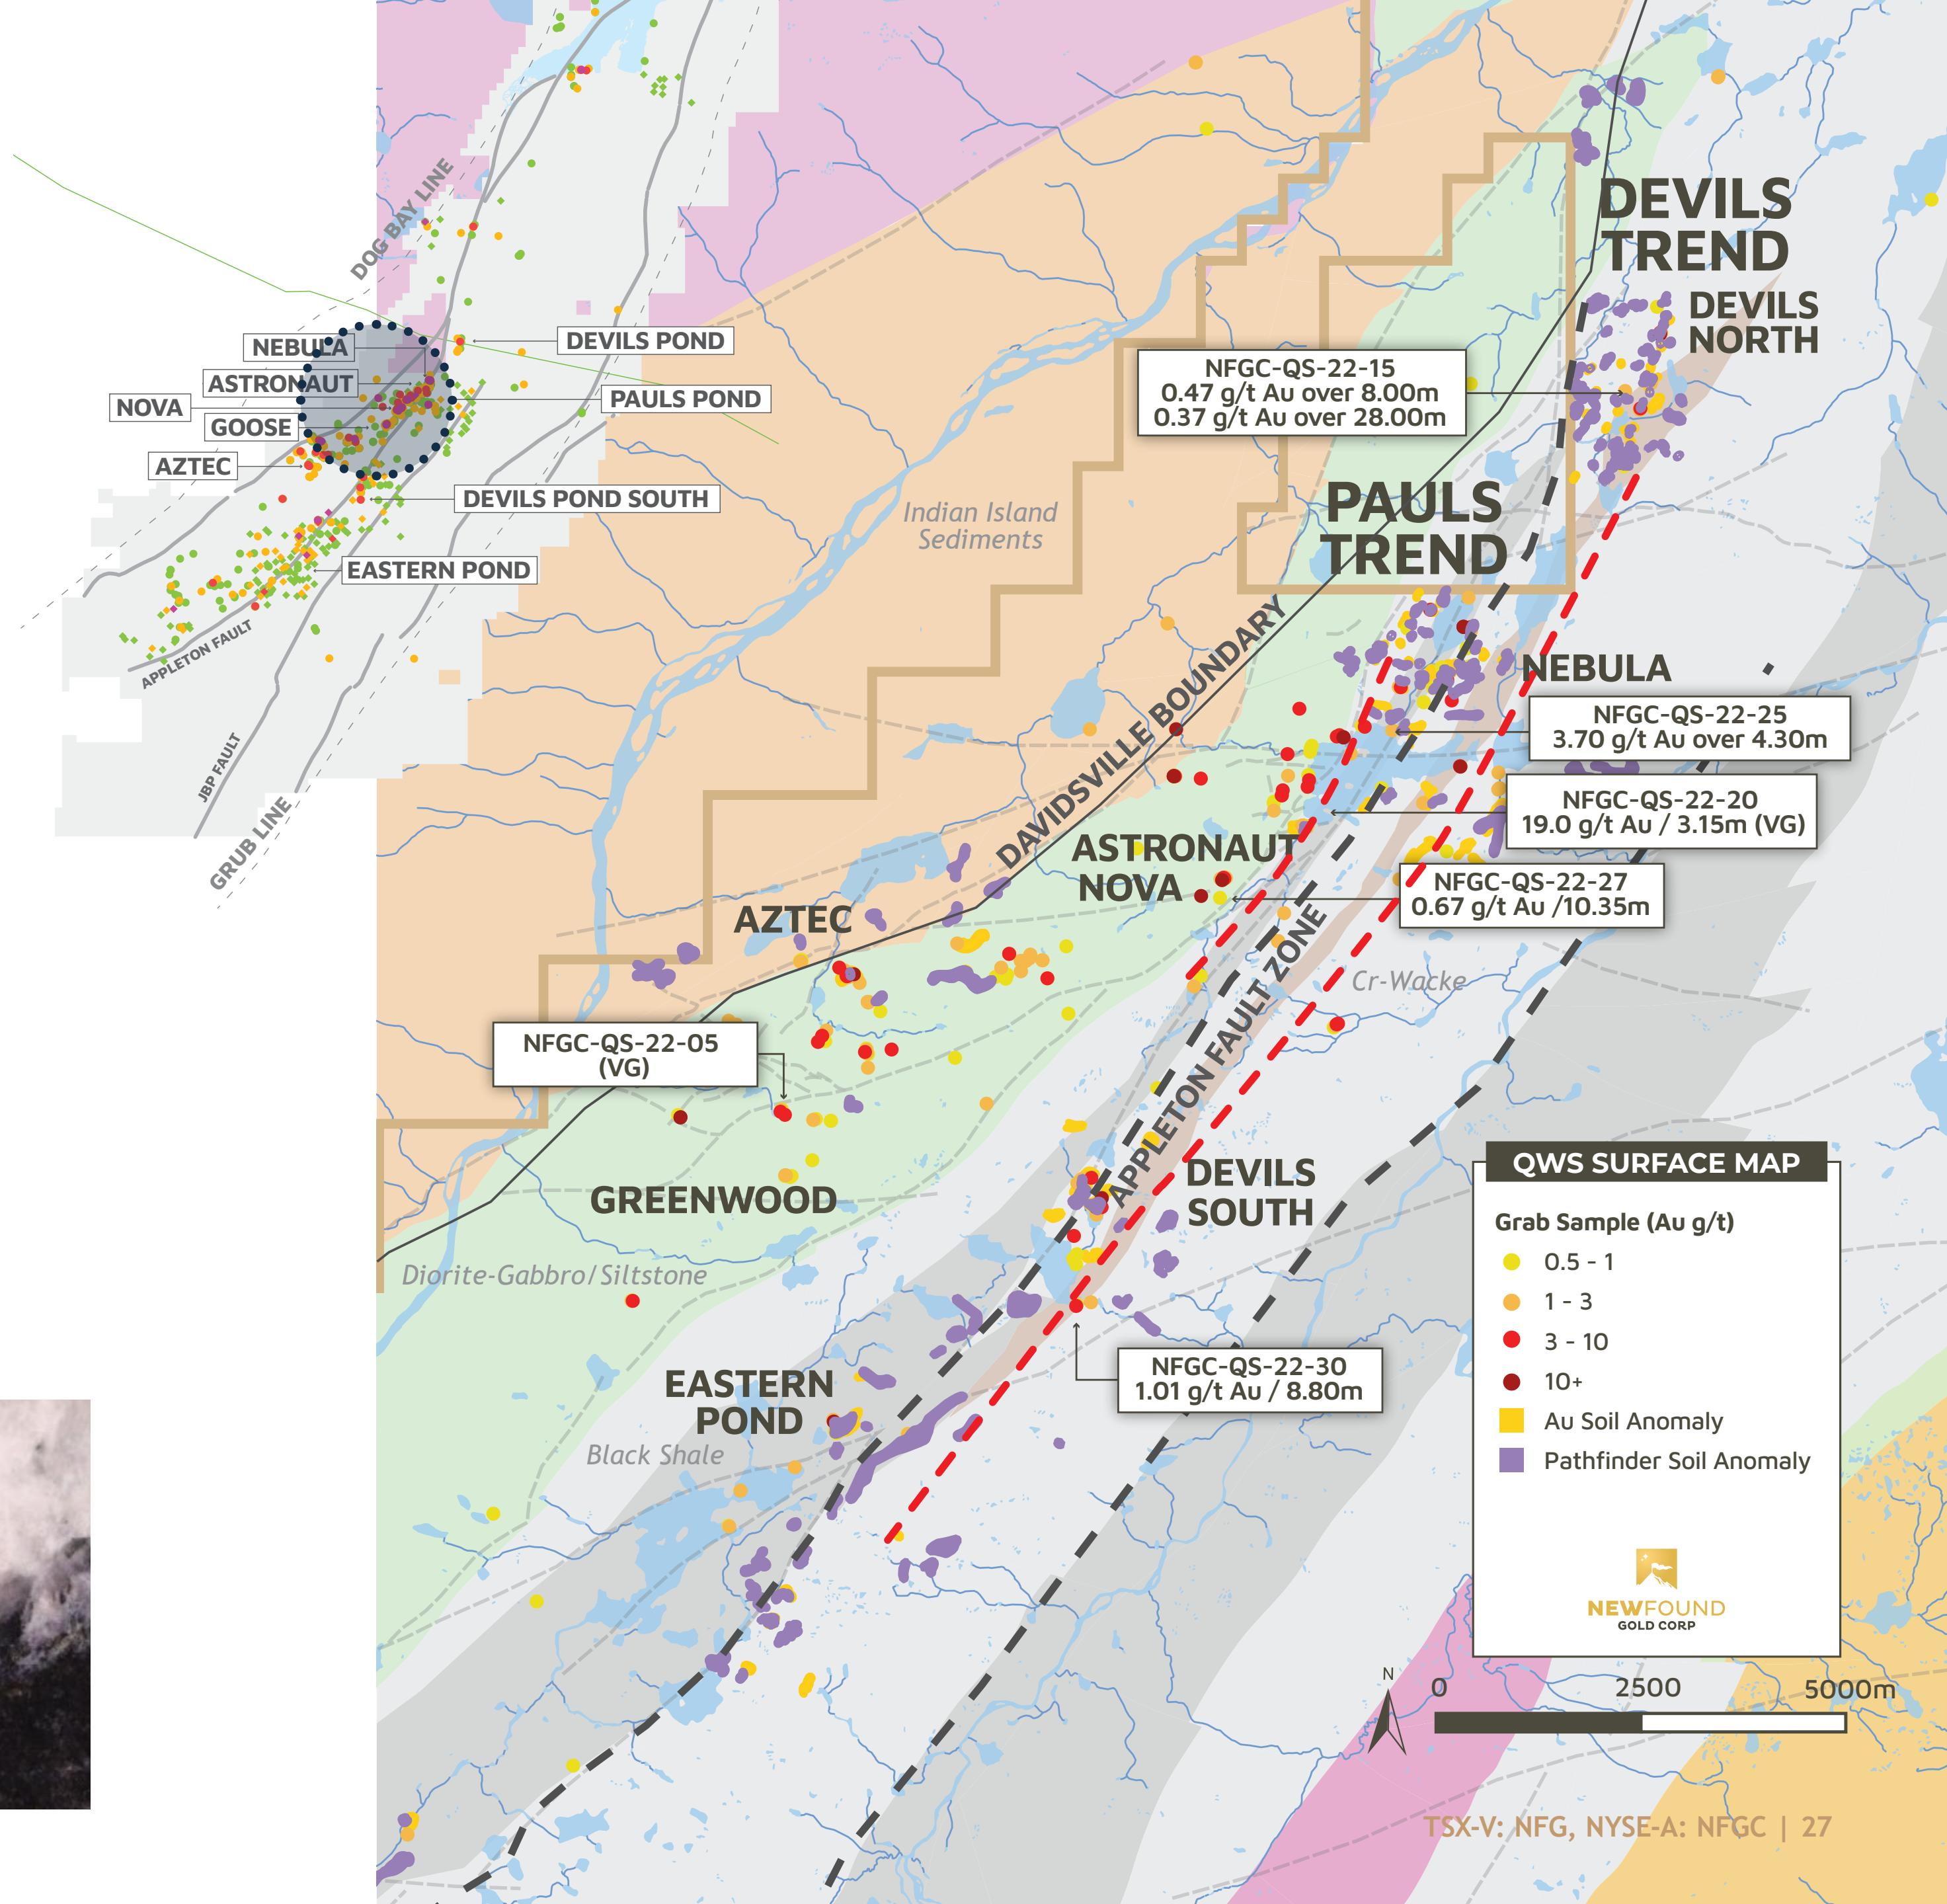 DOG BAY LINE
NEBULA
ASTRONAUT
NOVA
GOOSE
AZTEC
DEVILS POND
PAULS POND
DEVILS POND SOUTH
EASTERN POND
APPLETON FAULT
JBP FAULT
GRUB LINE
DEVILS
TREND
DEVILS
NORTH
NFGC-QS-22-15
0.47 g/t Au over 8.00m
0.37 g/t Au over 28.00m
Indian Island
Sediments
PAULS
TREND
DAVIDSVILLE BOUNDARY
NEBULA
NFGC-QS-22-25
3.70 g/t Au over 4.30m
NFGC-QS-22-20
19.0 g/t Au / 3.15m (VG)
ASTRONAUT
NOVA
NFGC-QS-22-27
0.67 g/t Au /10.35m
AZTEC
APPLETON FAULT ZONE
Cr-Wacke
NFGC-QS-22-05
(VG)
GREENWOOD
DEVILS
SOUTH
Diorite-Gabbro/Siltstone
NFGC-QS-22-30
1.01 g/t Au / 8.80m
EASTERN
POND
Black Shale
QWS SURFACE MAP
Grab Sample (Au g/t)
0.5 - 1
1 - 3
3 - 10
10+
Au Soil Anomaly
Pathfinder Soil Anomaly
NEWFOUND
GOLD CORP
N
0 2500 5000m
TSX-V: NFG, NYSE-A: NFGC | 27